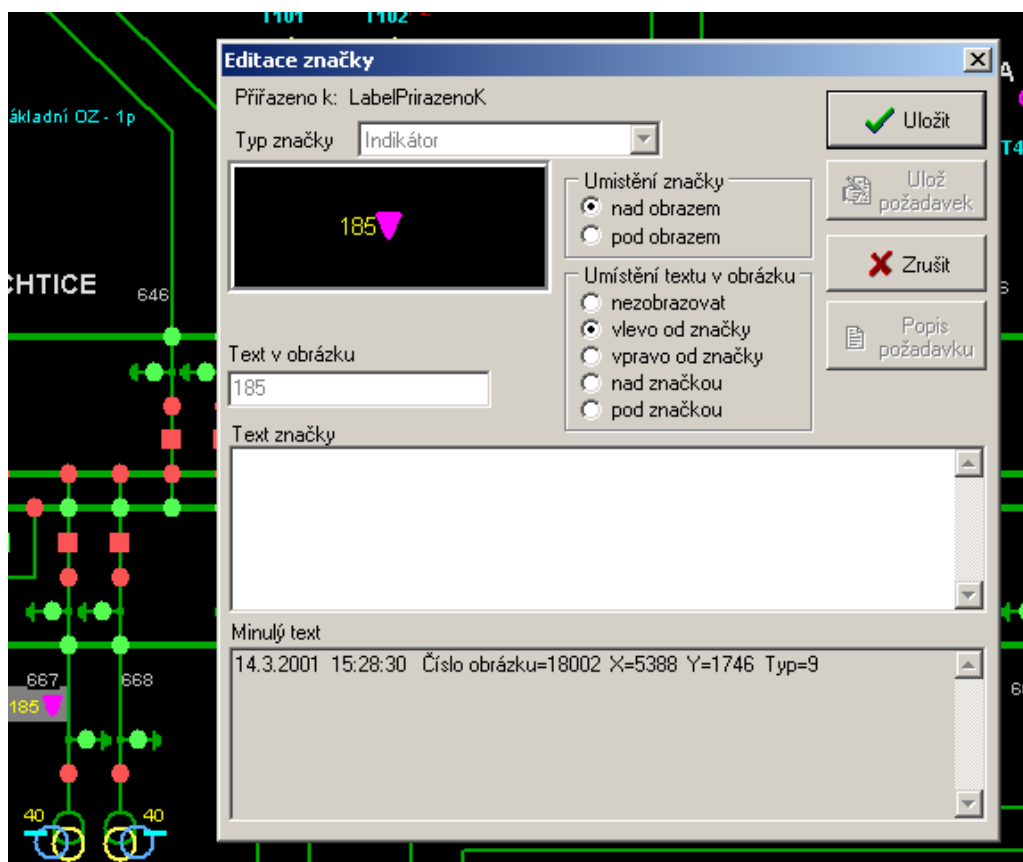 T101 T102
Editace značky
ákladní OZ - 1p
Přiřazeno k: LabelPrirazenoK
Typ značky Indikátor
Uložit
T4
A
185
Umistění značky
nad obrazem
pod obrazem
Ulož
požadavek
Zrušit
CHTICE 646
Umístění textu v obrázku
nezobrazovat
vlevo od značky
vpravo od značky
nad značkou
pod značkou
Popis
požadavku
Text v obrázku
185
Text značky
Minulý text
14.3.2001 15:28:30 Číslo obrázku=18002 X=5388 Y=1746 Typ=9
667 668
185
40 40